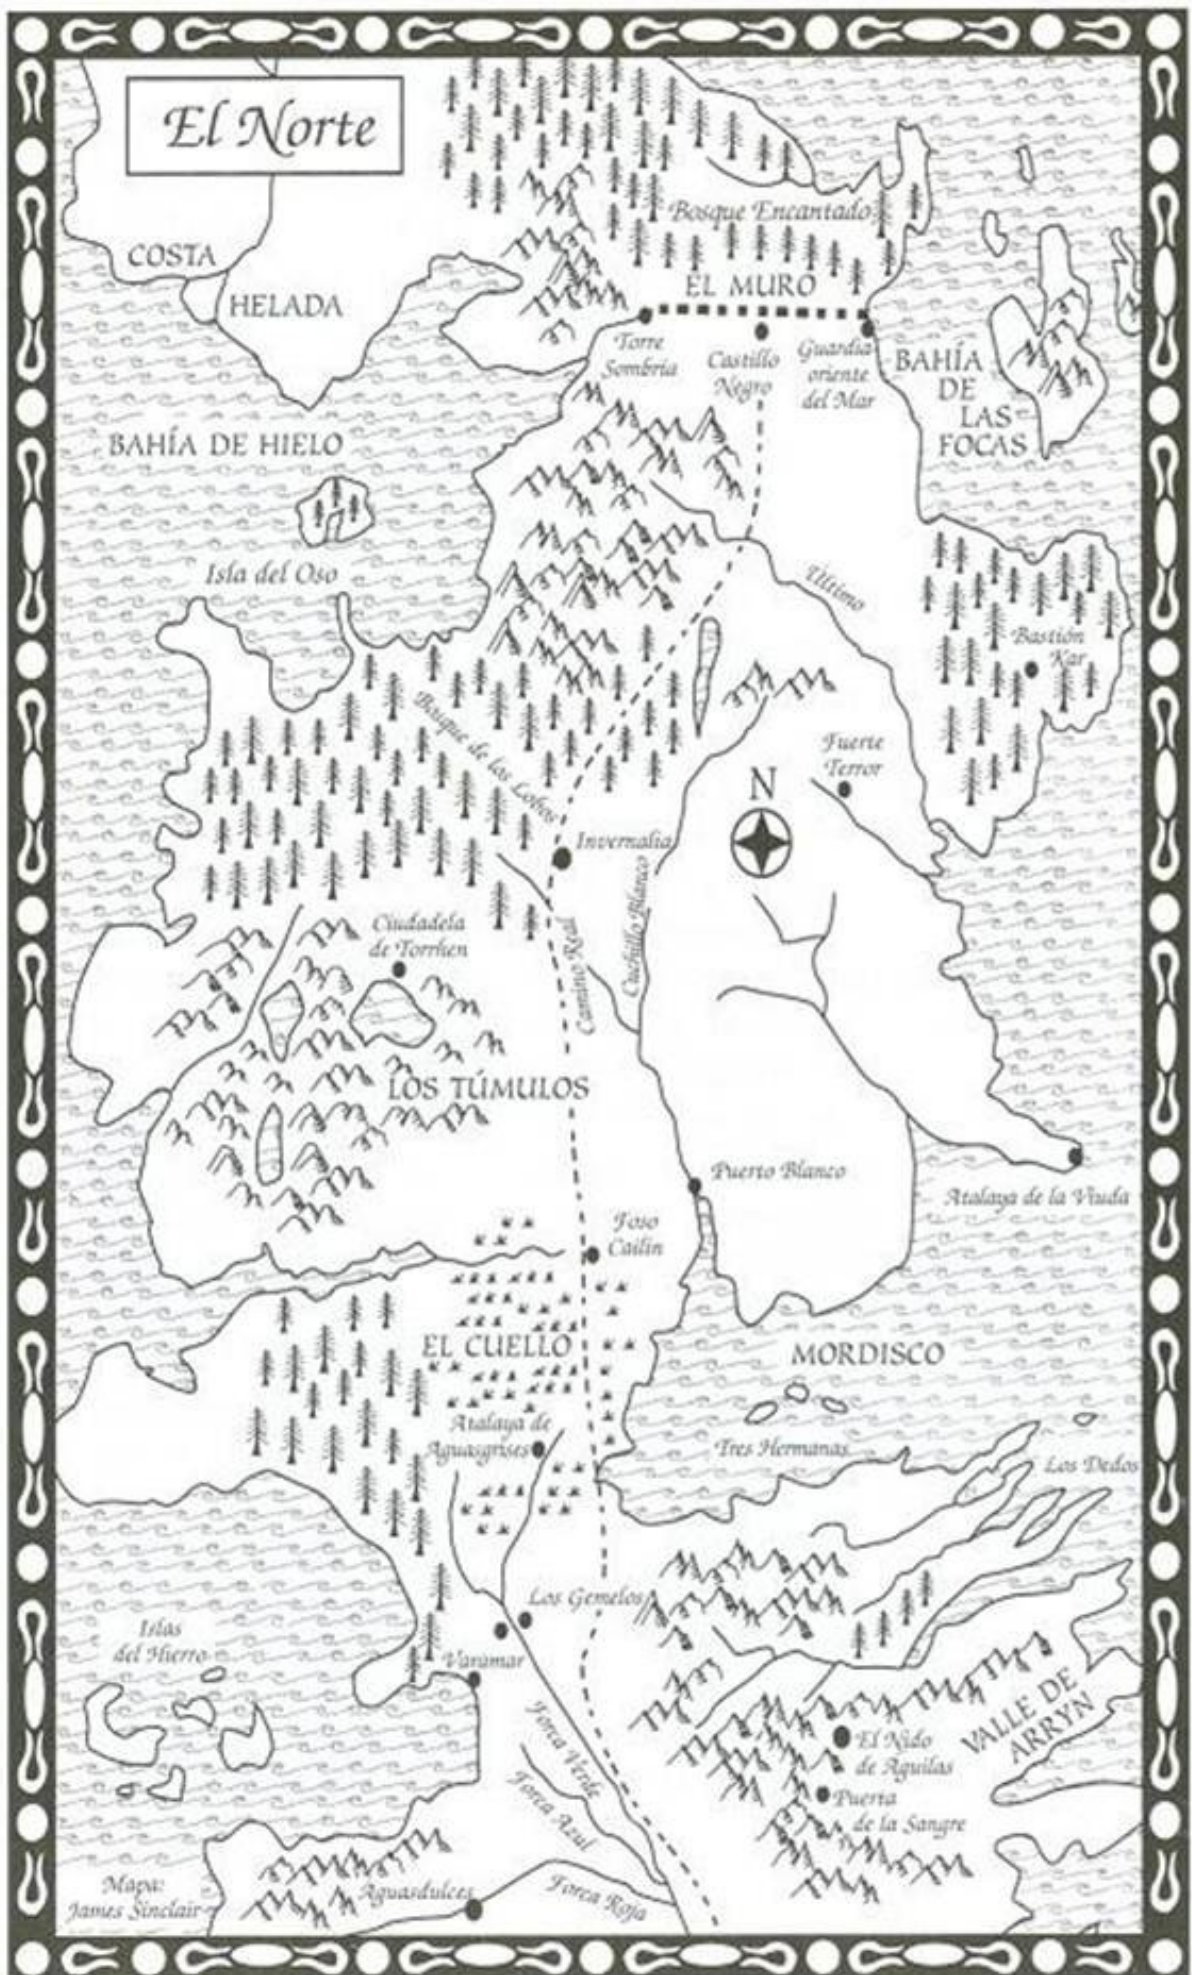 El Norte
Bosque Encantado
COSTA
HELADA
EL MURO
Torre
Sombría
Castillo
Negro
Guardia
oriente
del Mar
BAHÍA
DE
LAS
FOCAS
BAHÍA DE HIELO
Isla del Oso
Último
Bastión
Kar
Bosque de los Lobos
Fuerte
Terror
N
Invernalia
Cuchillo Blanco
Camino Real
Ciudadela
de Torrhen
LOS TÚMULOS
Puerto Blanco
Atalaya de la Viuda
Foso
Cailin
EL CUELLO
MORDISCO
Atalaya de
Aguasgrises
Tres Hermanas
Los Dedos
Los Gemelos
Islas
del Hierro
Varamar
Forca Verde
Forca Azul
VALLE DE
ARRYN
El Nido
de Águilas
Puerta
de la Sangre
Mapa:
James Sinclair
Aguasdulces
Forca Roja